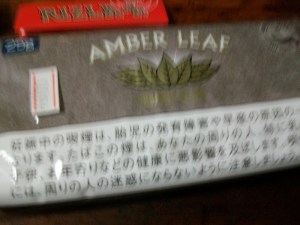 RIZLA
AMBER LEAF
妊娠中の喫煙は、胎児の発育障害や早産の原因の
ります。たばこの煙は、あなたの周りの人、特に乳
、お年寄りなどの健康に悪影響を及ぼします。喫
には、周りの人の迷惑にならないように注意しましょう